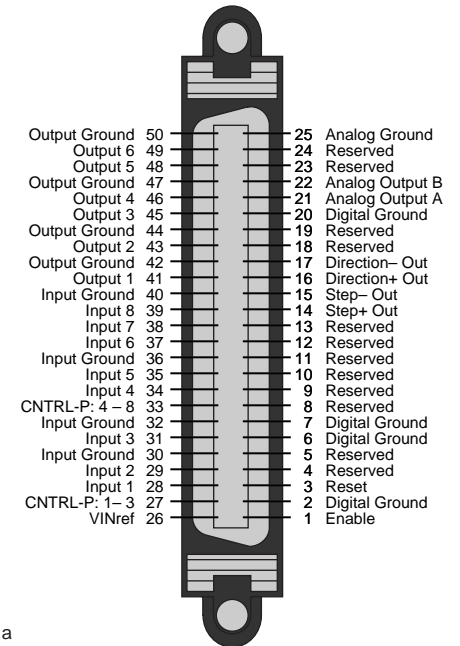 Output Ground 50 25 Analog Ground
Output 6 49 24 Reserved
Output 5 48 23 Reserved
Output Ground 47 22 Analog Output B
Output 4 46 21 Analog Output A
Output 3 45 20 Digital Ground
Output Ground 44 19 Reserved
Output 2 43 18 Reserved
Output Ground 42 17 Direction– Out
Output 1 41 16 Direction+ Out
Input Ground 40 15 Step– Out
Input 8 39 14 Step+ Out
Input 7 38 13 Reserved
Input 6 37 12 Reserved
Input Ground 36 11 Reserved
Input 5 35 10 Reserved
Input 4 34 9 Reserved
CNTRL-P: 4 – 8 33 8 Reserved
Input Ground 32 7 Digital Ground
Input 3 31 6 Digital Ground
Input Ground 30 5 Reserved
Input 2 29 4 Reserved
Input 1 28 3 Reset
CNTRL-P: 1– 3 27 2 Digital Ground
VINref 26 1 Enable
a